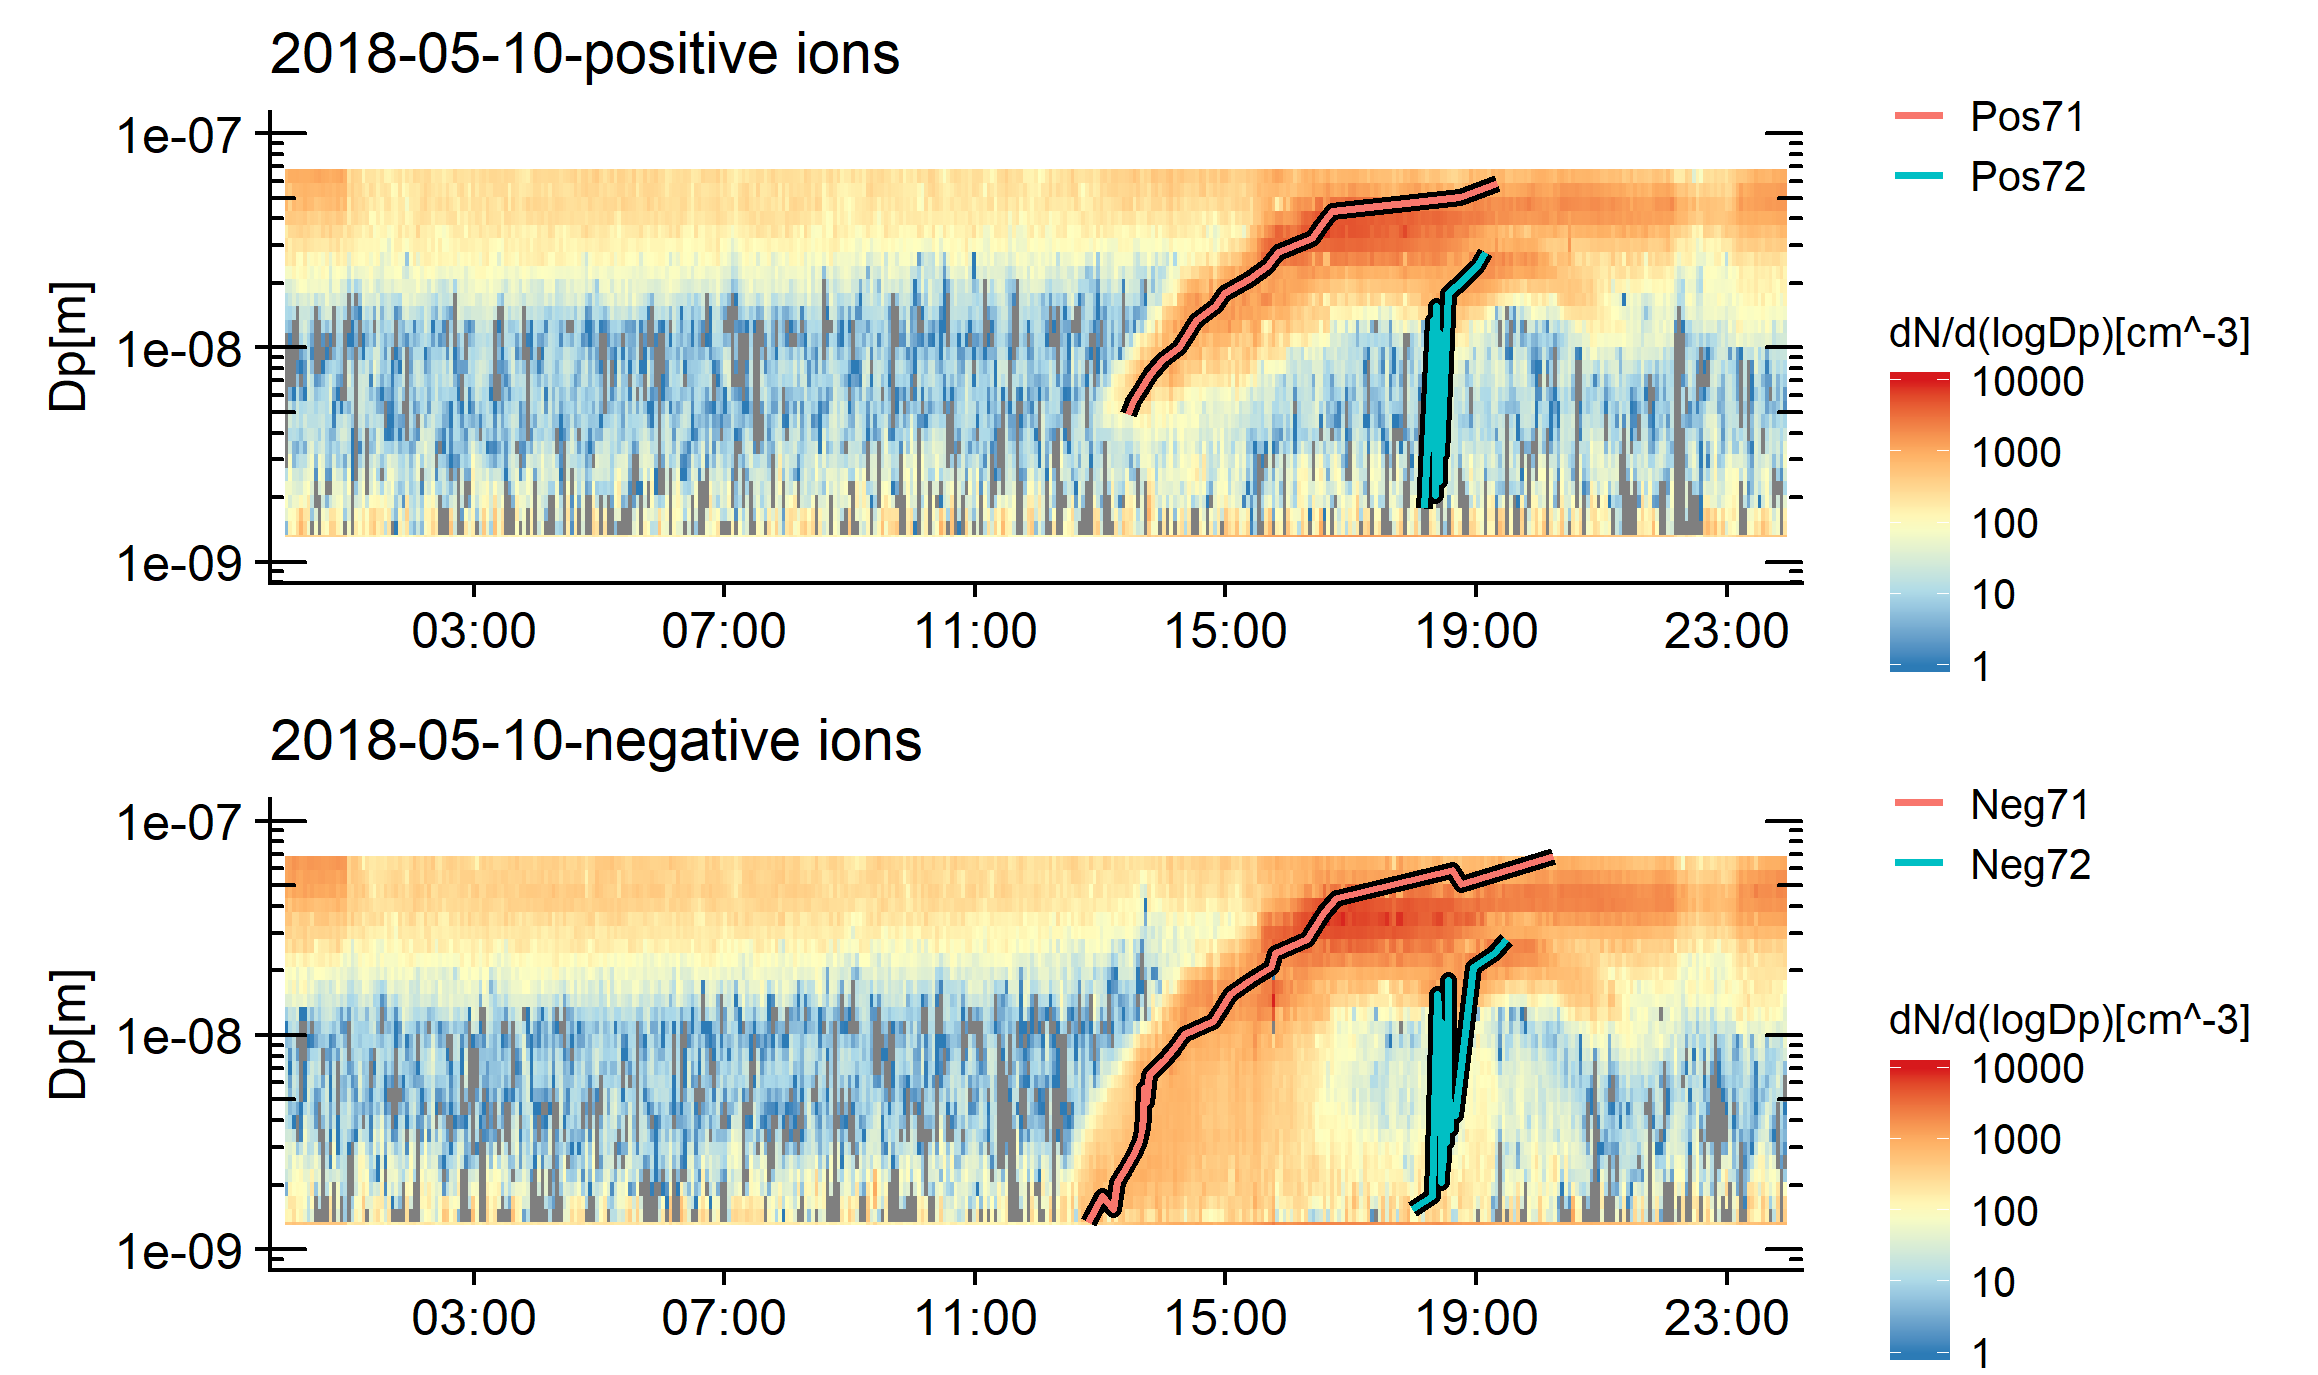 2018-05-10-positive ions
Pos71
Pos72
Dp[m]
1e-07
1e-08
1e-09
03:00 07:00 11:00 15:00 19:00 23:00
dN/d(logDp)[cm^-3]
10000
1000
100
10
1
2018-05-10-negative ions
Neg71
Neg72
Dp[m]
1e-07
1e-08
1e-09
03:00 07:00 11:00 15:00 19:00 23:00
dN/d(logDp)[cm^-3]
10000
1000
100
10
1